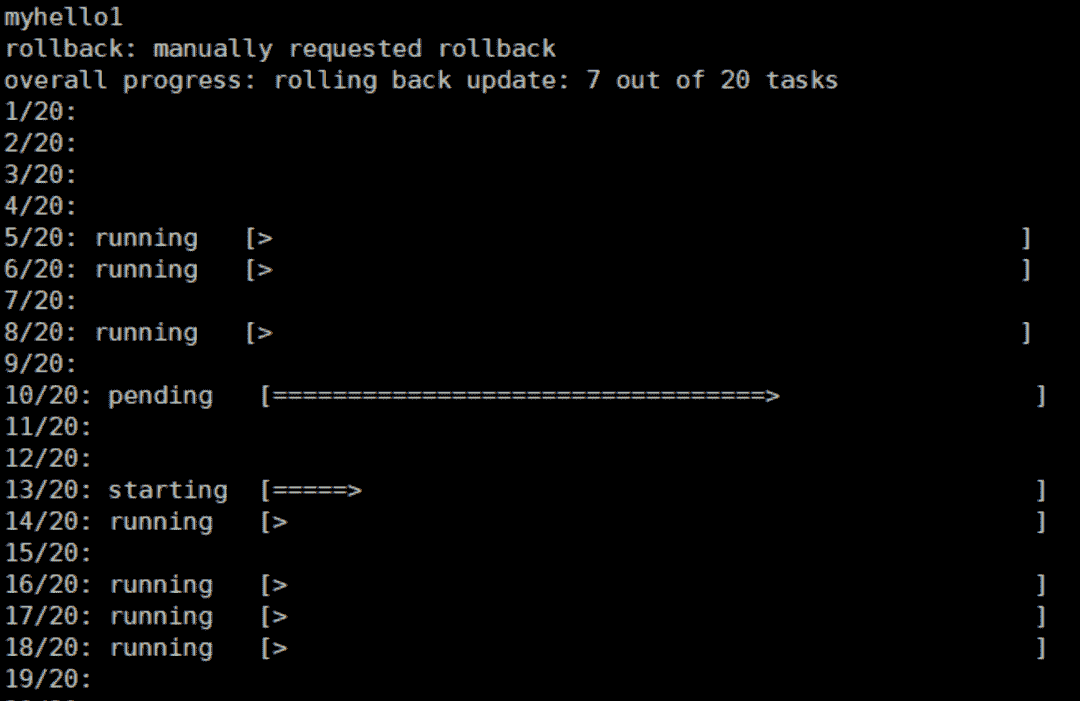 myhello1
rollback: manually requested rollback
overall progress: rolling back update: 7 out of 20 tasks
1/20:
2/20:
3/20:
4/20:
5/20: running [> ]
6/20: running [> ]
7/20:
8/20: running [> ]
9/20:
10/20: pending [=================================> ]
11/20:
12/20:
13/20: starting [=====> ]
14/20: running [> ]
15/20:
16/20: running [> ]
17/20: running [> ]
18/20: running [> ]
19/20: